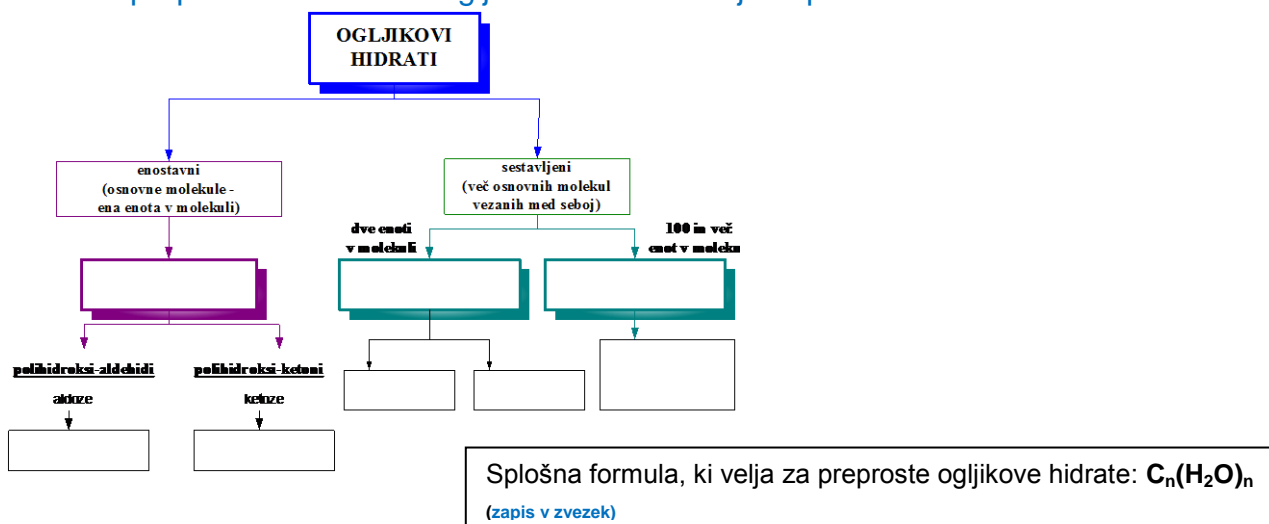 OGLJIKOVI
HIDRATI
enostavni
(osnovne molekule -
ena enota v molekuli)
sestavljeni
(več osnovnih molekul
vezanih med seboj)
dve enoti
v molekuli
100 in več
enot v moleku
polihidroksi-aldehidi
polihidroksi-ketoni
aldoze
ketoze
Splošna formula, ki velja za preproste ogljikove hidrate: Cn(H2O)n
(zapis v zvezek)